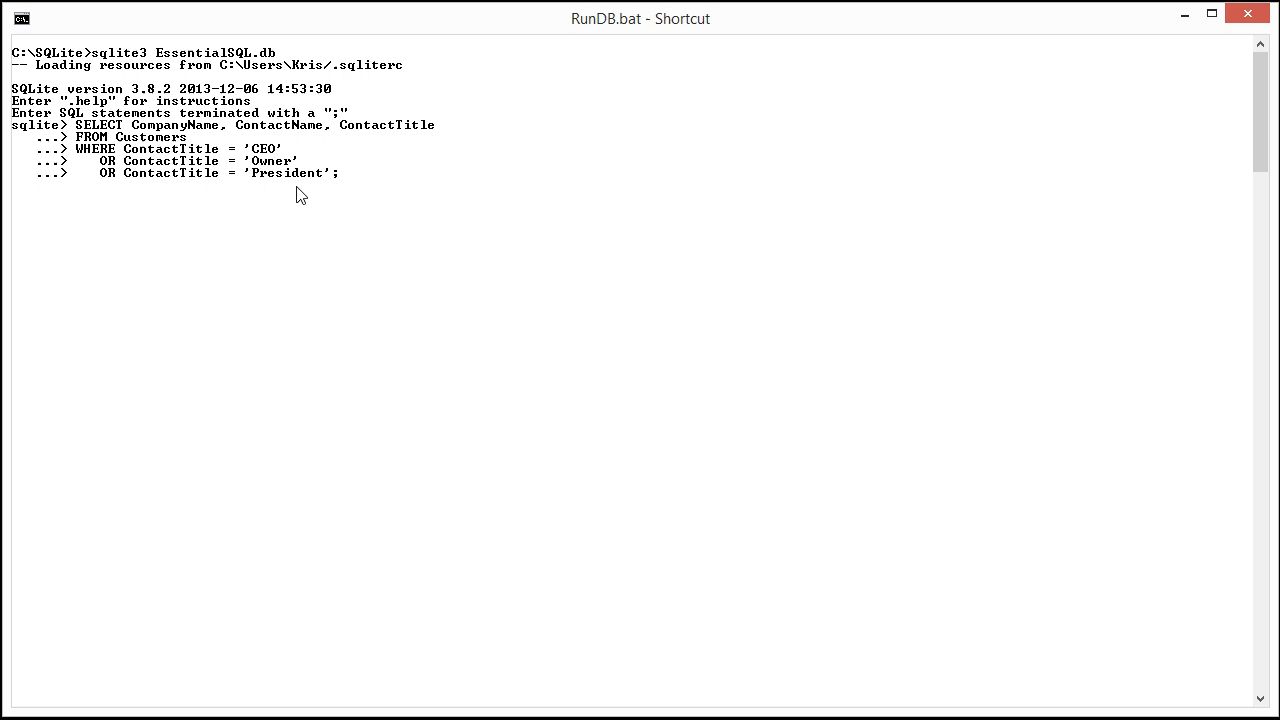 RunDB.bat - Shortcut
C:\SQLite>sqlite3 EssentialSQL.db
-- Loading resources from C:\Users\Kris/.sqliterc
SQLite version 3.8.2 2013-12-06 14:53:30
Enter ".help" for instructions
Enter SQL statements terminated with a ";"
sqlite> SELECT CompanyName, ContactName, ContactTitle
   ...> FROM Customers
   ...> WHERE ContactTitle = 'CEO'
   ...>    OR ContactTitle = 'Owner'
   ...>    OR ContactTitle = 'President';